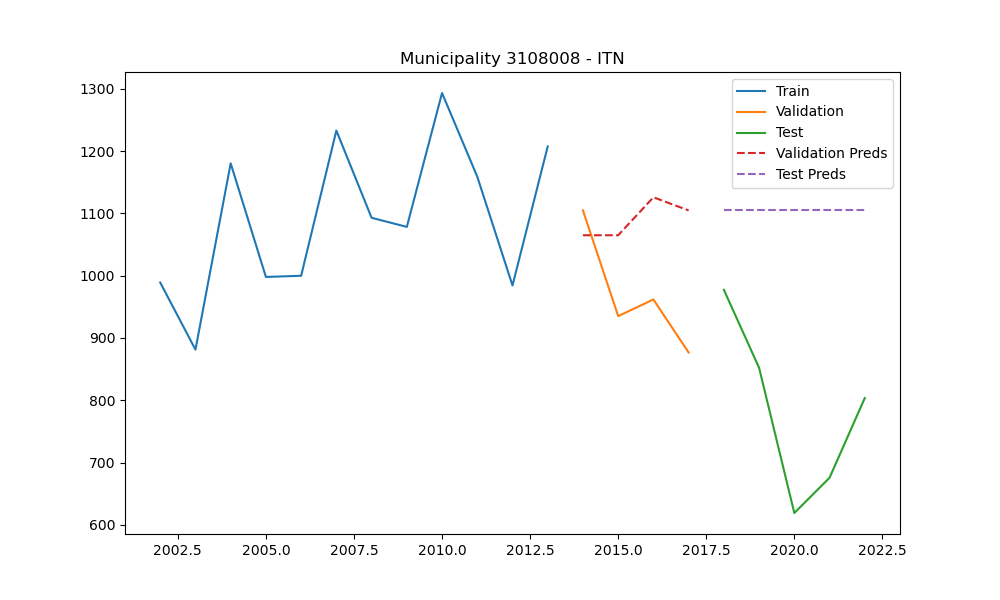 Municipality 3108008 - ITN
1300
1200
1100
1000
900
800
700
600
2002.5
2005.0
2007.5
2010.0
2012.5
2015.0
2017.5
2020.0
2022.5
Train
Validation
Test
Validation Preds
Test Preds